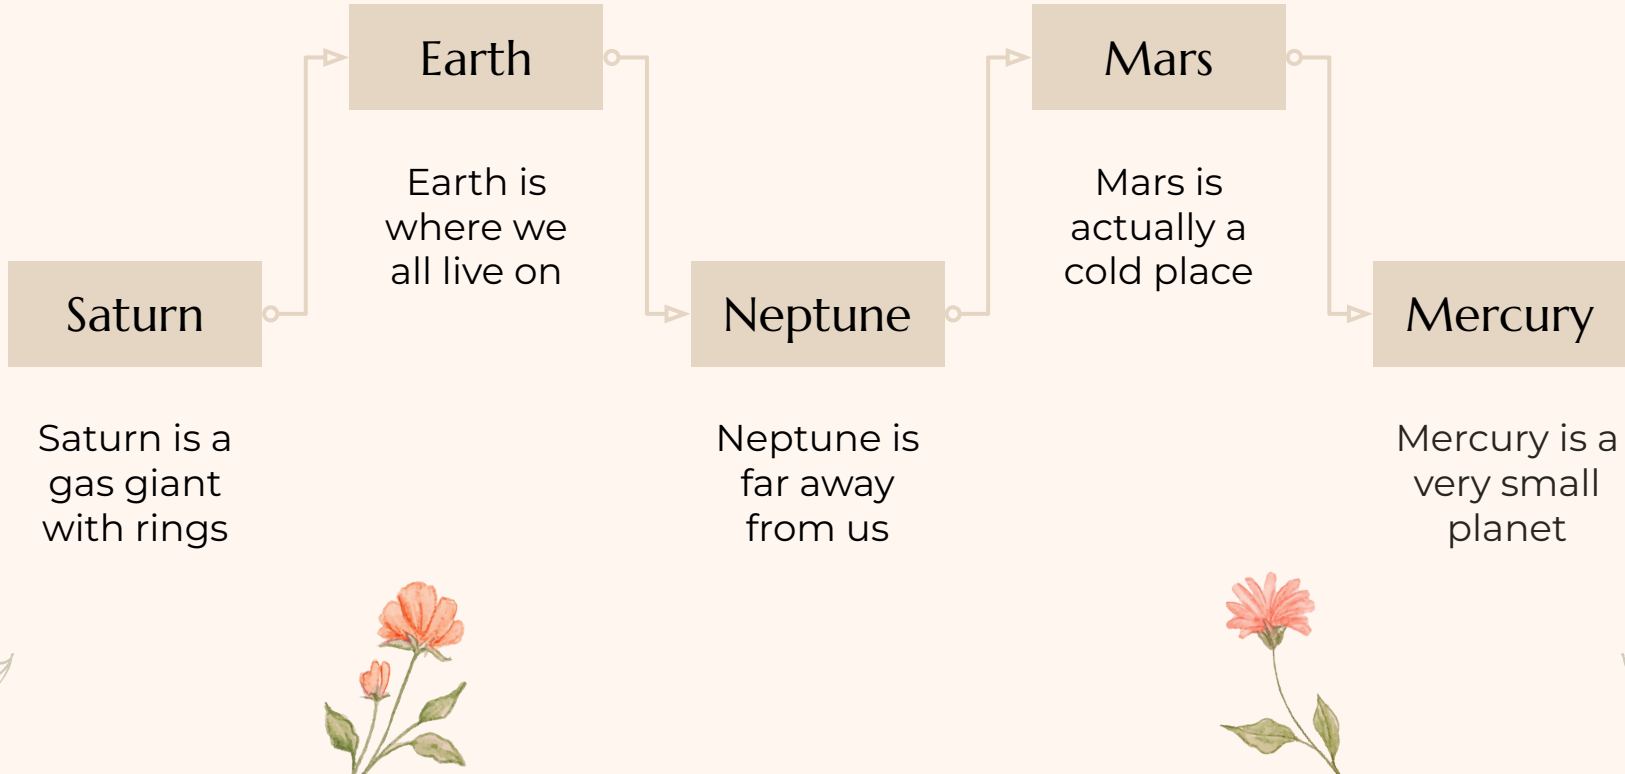 Saturn
Saturn is a
gas giant
with rings
Earth
Earth is
where we
all live on
Neptune
Neptune is
far away
from us
Mars
Mars is
actually a
cold place
Mercury
Mercury is a
very small
planet